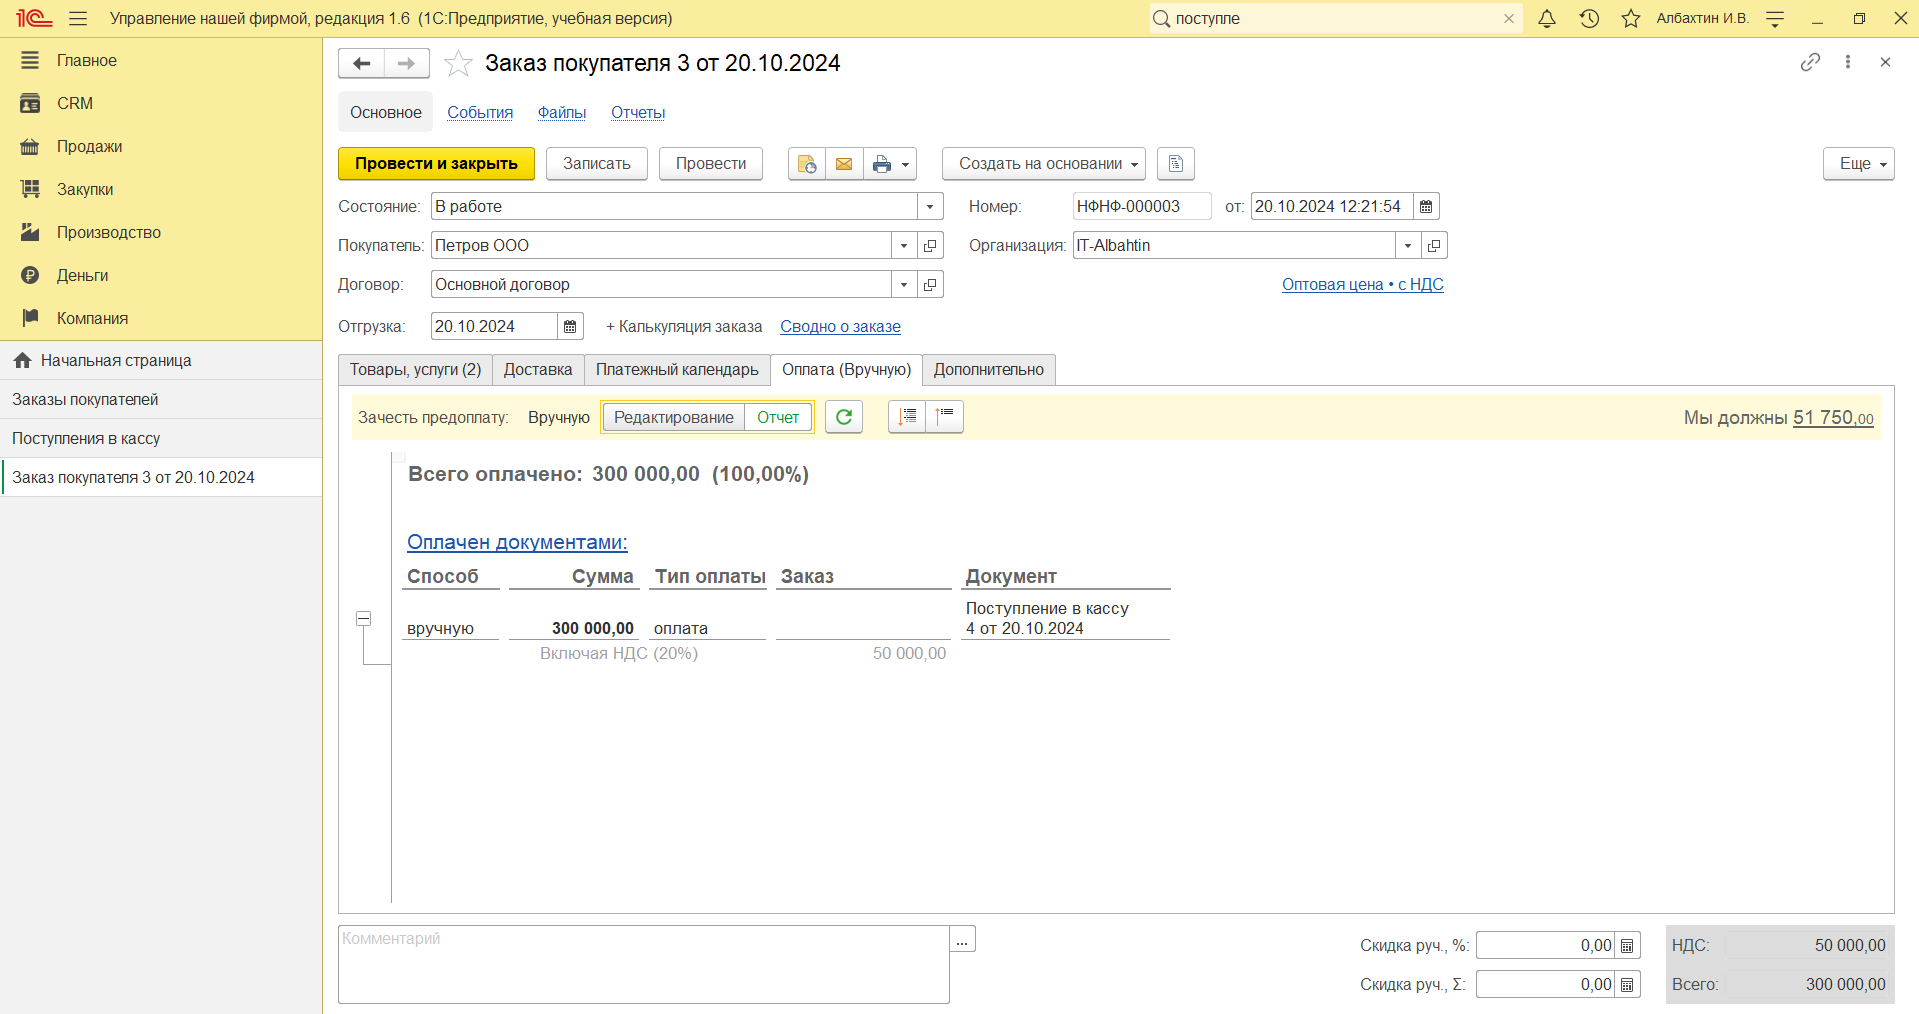 1С Управление нашей фирмой, редакция 1.6 (1С:Предприятие, учебная версия) поступле Албахтин И.В.
Главное
CRM
Продажи
Закупки
Производство
Деньги
Компания
Начальная страница
Заказы покупателей
Поступления в кассу
Заказ покупателя 3 от 20.10.2024
Заказ покупателя 3 от 20.10.2024
Основное События Файлы Отчеты
Провести и закрыть Записать Провести Создать на основании Еще
Состояние: В работе Номер: НФНФ-000003 от: 20.10.2024 12:21:54
Покупатель: Петров ООО Организация: IT-Albahtin
Договор: Основной договор Оптовая цена • с НДС
Отгрузка: 20.10.2024 + Калькуляция заказа Сводно о заказе
Товары, услуги (2) Доставка Платежный календарь Оплата (Вручную) Дополнительно
Зачесть предоплату: Вручную Редактирование Отчет Мы должны 51 750,00
Всего оплачено: 300 000,00 (100,00%)
Оплачен документами:
Способ Сумма Тип оплаты Заказ Документ
Поступление в кассу
вручную 300 000,00 оплата 4 от 20.10.2024
Включая НДС (20%) 50 000,00
Комментарий ...
Скидка руч., %: 0,00 НДС: 50 000,00
Скидка руч., Σ: 0,00 Всего: 300 000,00